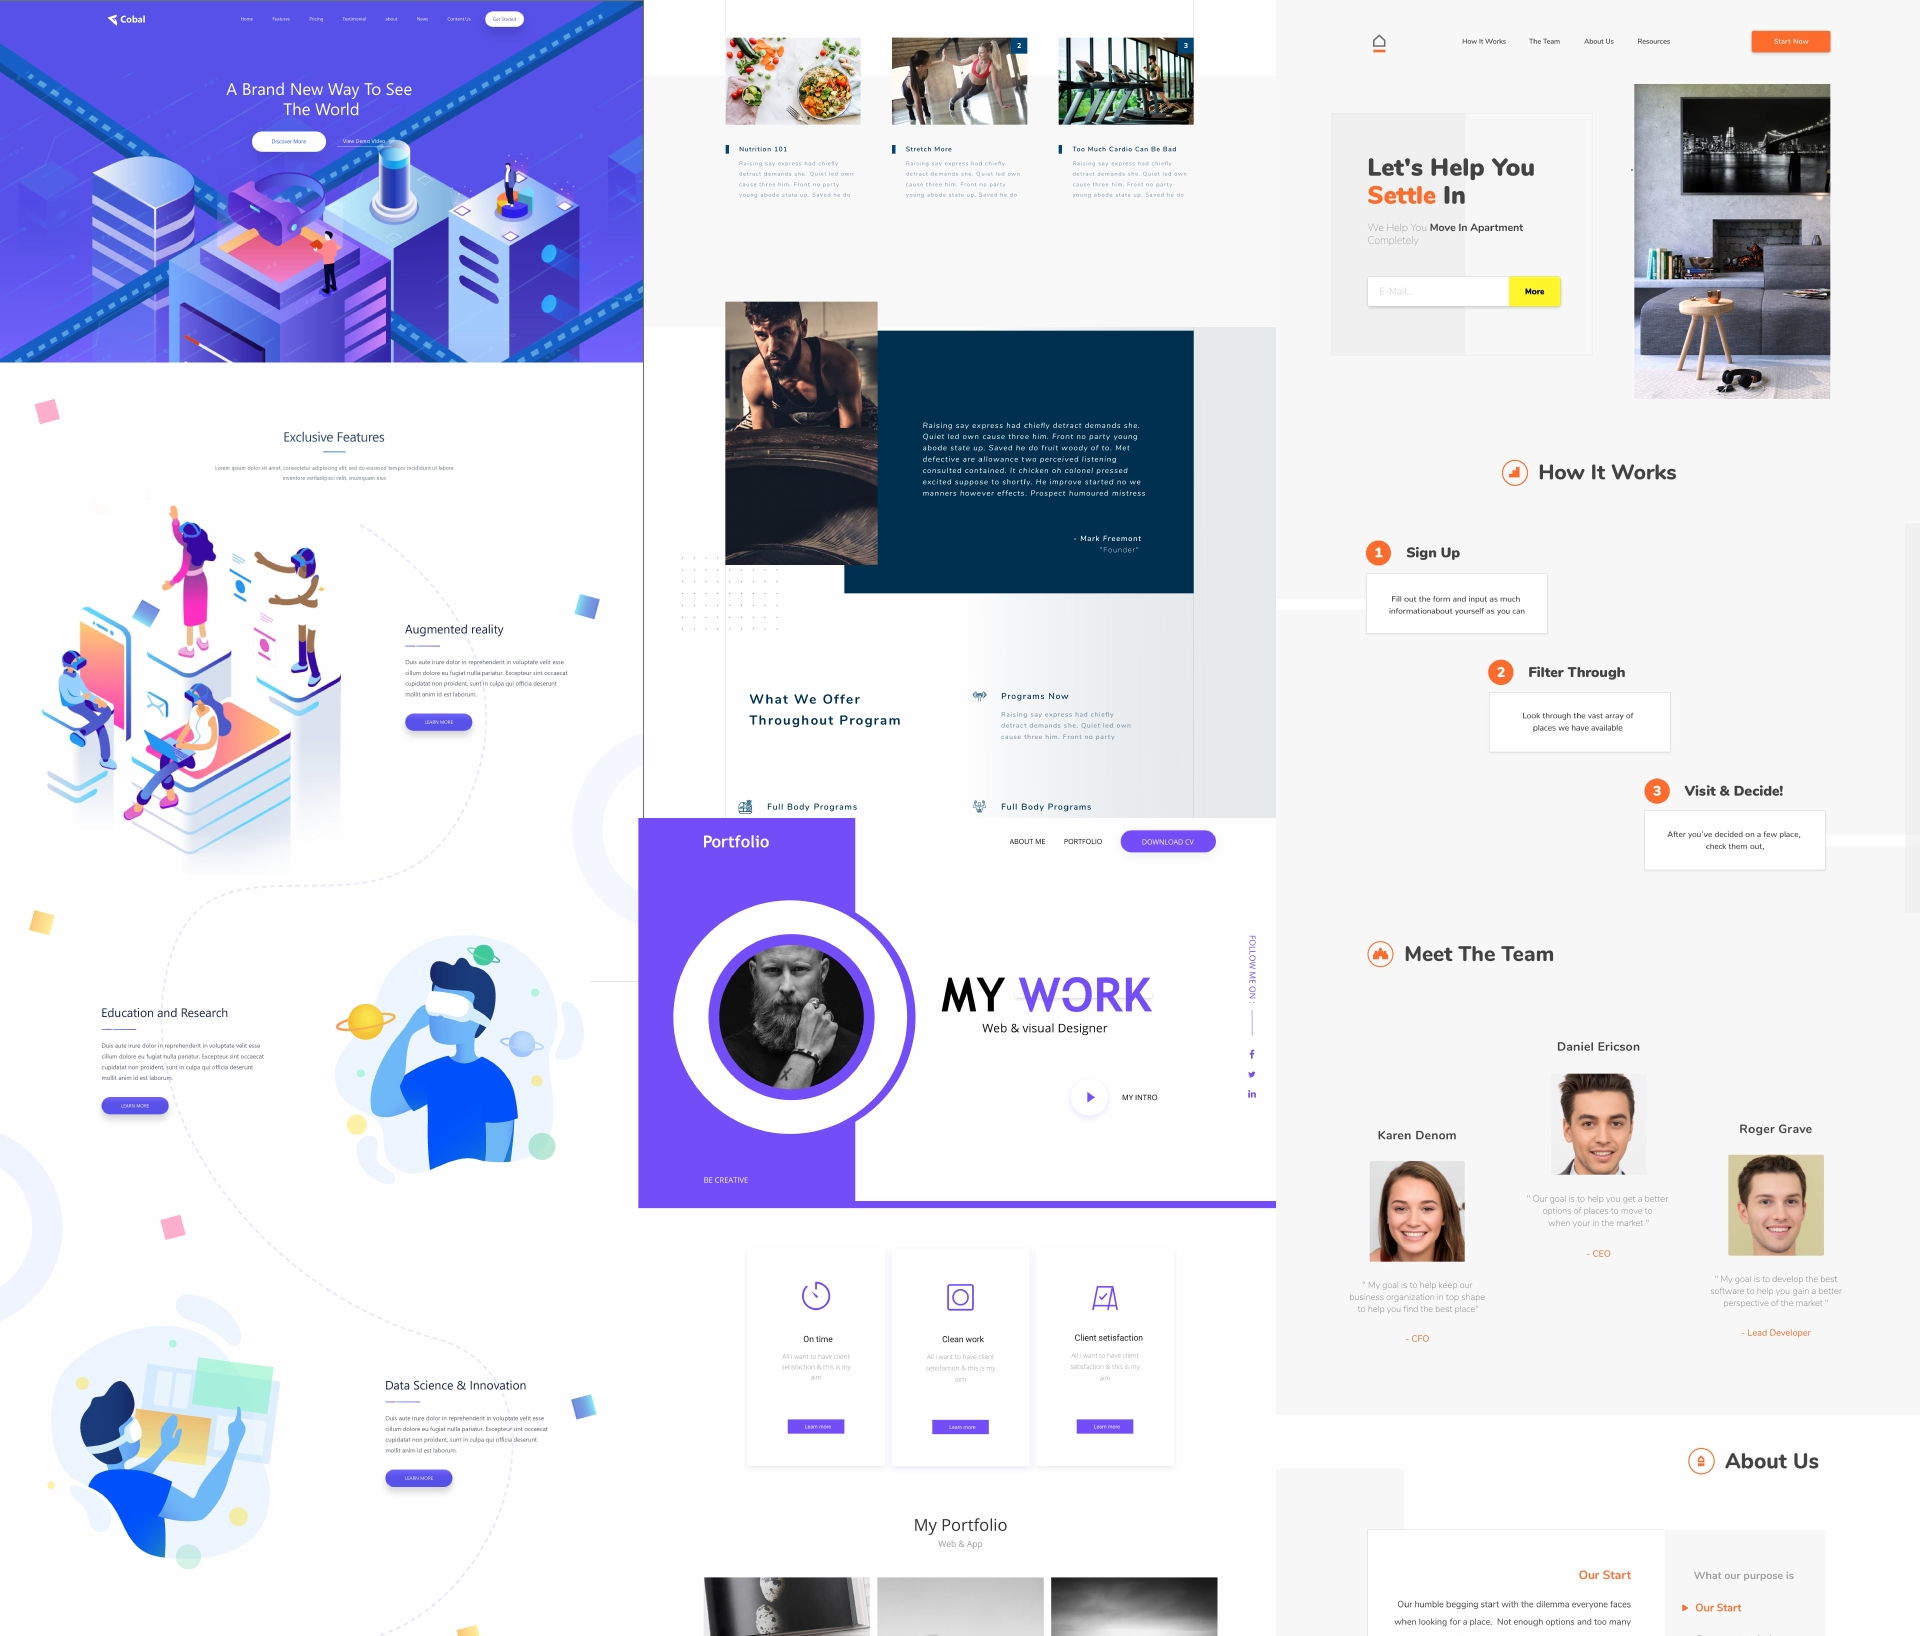 Cobal
Home
Features
Pricing
Testimonial
about
News
Content Us
Get Started
A Brand New Way To See
The World
Discover More
View Demo Video
Exclusive Features
Lorem ipsum dolor sit amet, consectetur adipisicing elit, sed do eiusmod tempor incididunt ut labore
Augmented reality
Duis aute irure dolor in reprehenderit in voluptate velit esse
cillum dolore eu fugiat nulla pariatur. Excepteur sint occaecat
cupidatat non proident, sunt in culpa qui officia deserunt
mollit anim id est laborum.
LEARN MORE
Education and Research
Duis aute irure dolor in reprehenderit in voluptate velit esse
cillum dolore eu fugiat nulla pariatur. Excepteur sint occaecat
cupidatat non proident, sunt in culpa qui officia deserunt
mollit anim id est laborum.
LEARN MORE
Data Science & Innovation
Duis aute irure dolor in reprehenderit in voluptate velit esse
cillum dolore eu fugiat nulla pariatur. Excepteur sint occaecat
cupidatat non proident, sunt in culpa qui officia deserunt
mollit anim id est laborum.
LEARN MORE
2
3
Nutrition 101
Raising say express had chiefly
detract demands she. Quiet led own
cause three him. Front no party
young abode state up. Saved he do
Stretch More
Raising say express had chiefly
detract demands she. Quiet led own
cause three him. Front no party
young abode state up. Saved he do
Too Much Cardio Can Be Bad
Raising say express had chiefly
detract demands she. Quiet led own
cause three him. Front no party
young abode state up. Saved he do
Raising say express had chiefly detract demands she.
Quiet led own cause three him. Front no party young
abode state up. Saved he do fruit woody of to. Met
defective are allowance two perceived listening
consulted contained. It chicken oh colonel pressed
excited suppose to shortly. He improve started no we
manners however effects. Prospect humoured mistress
- Mark Freemont
"Founder"
What We Offer
Throughout Program
Programs Now
Raising say express had chiefly
detract demands she. Quiet led own
cause three him. Front no party
Full Body Programs
Full Body Programs
Portfolio
ABOUT ME
PORTFOLIO
DOWNLOAD CV
MY WORK
Web & visual Designer
FOLLOW ME ON :
MY INTRO
BE CREATIVE
On time
All i want to have client
setisfaction & this is my
aim
Learn more
Clean work
All i want to have client
setisfaction & this is my
aim
Learn more
Client setisfaction
All i want to have client
setisfaction & this is my
aim
Learn more
My Portfolio
Web & App
How It Works
The Team
About Us
Resources
Start Now
Let's Help You
Settle In
We Help You Move In Apartment
Completely
E-Mail...
More
How It Works
1 Sign Up
Fill out the form and input as much
informationabout yourself as you can
2 Filter Through
Look through the vast array of
places we have available
3 Visit & Decide!
After you've decided on a few place,
check them out,
Meet The Team
Daniel Ericson
" Our goal is to help you get a better
options of places to move to
when your in the market "
- CEO
Karen Denom
" My goal is to help keep our
business organization in top shape
to help you find the best place"
- CFO
Roger Grave
" My goal is to develop the best
software to help you gain a better
perspective of the market "
- Lead Developer
About Us
Our Start
Our humble begging start with the dilemma everyone faces
when looking for a place. Not enough options and too many
What our purpose is
Our Start